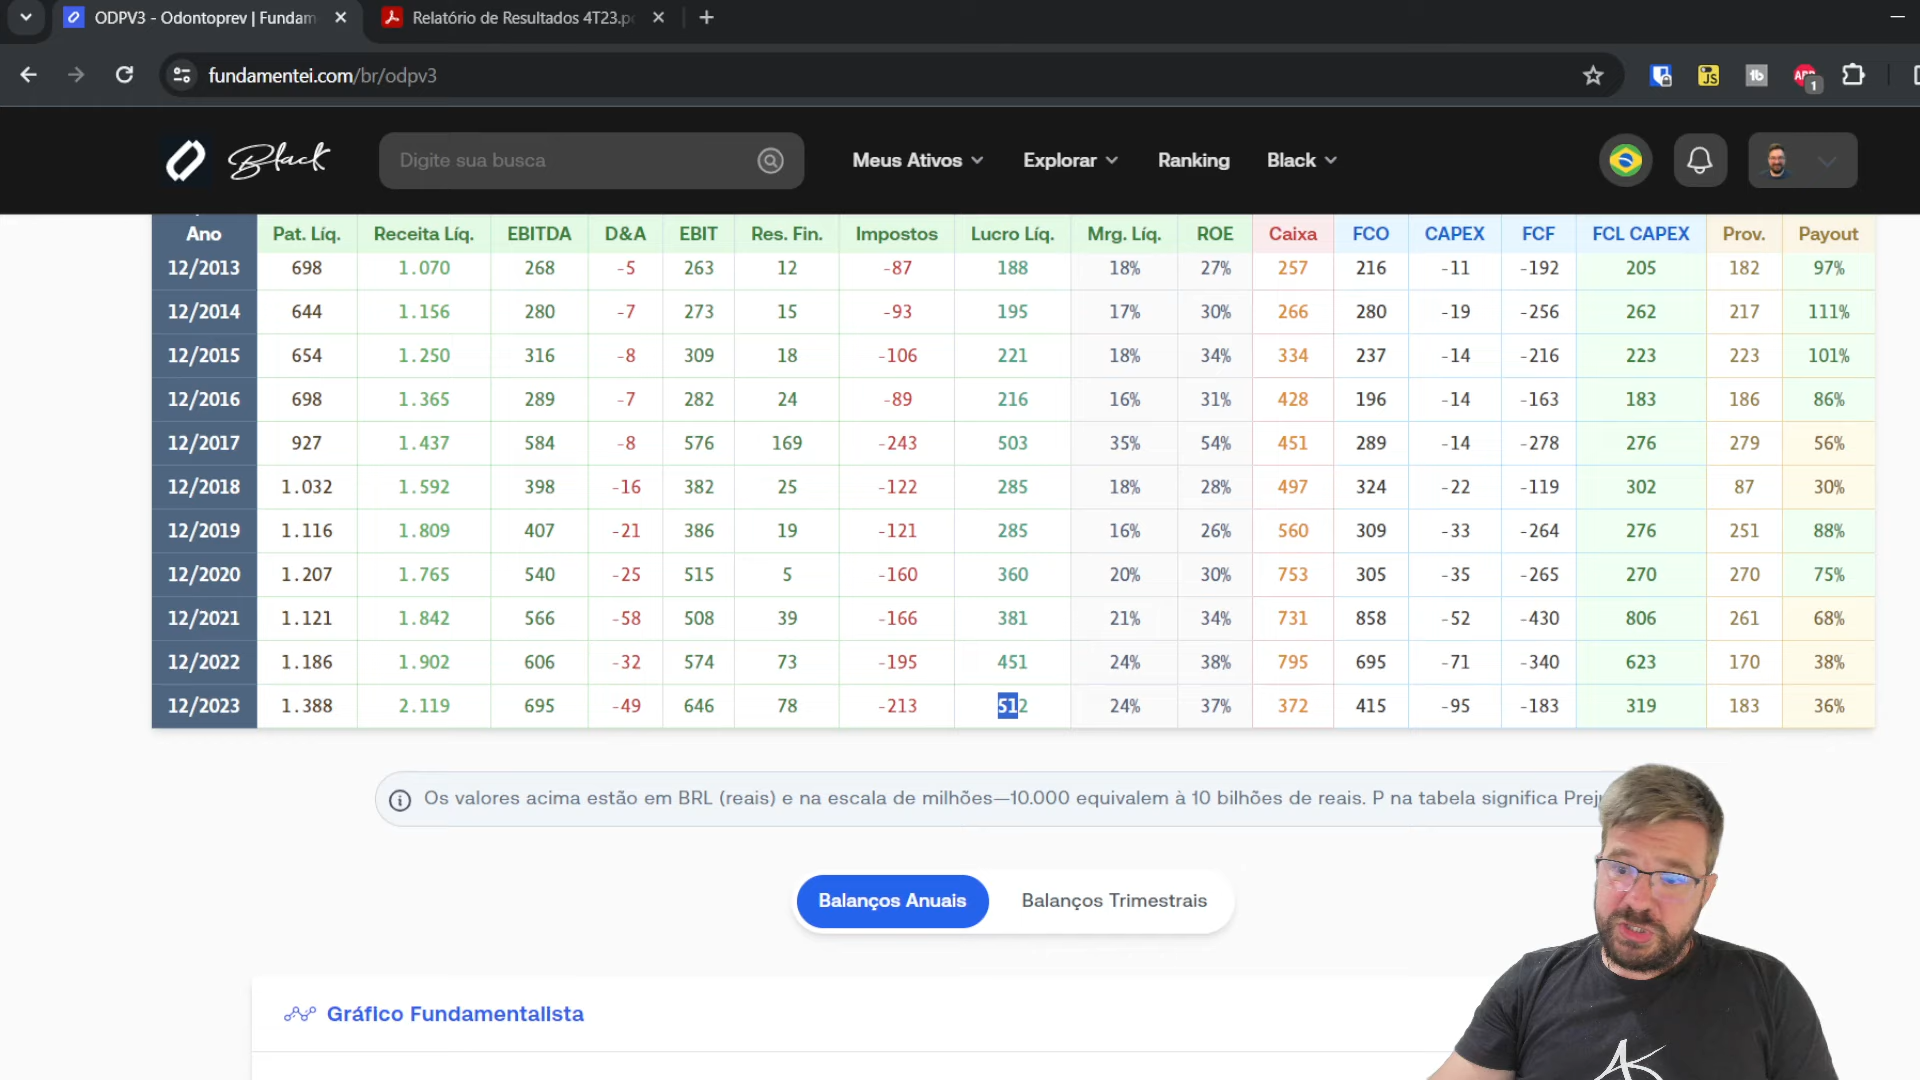 ODPV3 - Odontoprev | Fundam
Relatório de Resultados 4T23.p
fundamentei.com/br/odpv3
JS
tb
ABP
1
Black
Digite sua busca
Meus Ativos
Explorar
Ranking
Black
Ano Pat. Líq. Receita Líq. EBITDA D&A EBIT Res. Fin. Impostos Lucro Líq. Mrg. Líq. ROE Caixa FCO CAPEX FCF FCL CAPEX Prov. Payout
12/2013 698 1.070 268 -5 263 12 -87 188 18% 27% 257 216 -11 -192 205 182 97%
12/2014 644 1.156 280 -7 273 15 -93 195 17% 30% 266 280 -19 -256 262 217 111%
12/2015 654 1.250 316 -8 309 18 -106 221 18% 34% 334 237 -14 -216 223 223 101%
12/2016 698 1.365 289 -7 282 24 -89 216 16% 31% 428 196 -14 -163 183 186 86%
12/2017 927 1.437 584 -8 576 169 -243 503 35% 54% 451 289 -14 -278 276 279 56%
12/2018 1.032 1.592 398 -16 382 25 -122 285 18% 28% 497 324 -22 -119 302 87 30%
12/2019 1.116 1.809 407 -21 386 19 -121 285 16% 26% 560 309 -33 -264 276 251 88%
12/2020 1.207 1.765 540 -25 515 5 -160 360 20% 30% 753 305 -35 -265 270 270 75%
12/2021 1.121 1.842 566 -58 508 39 -166 381 21% 34% 731 858 -52 -430 806 261 68%
12/2022 1.186 1.902 606 -32 574 73 -195 451 24% 38% 795 695 -71 -340 623 170 38%
12/2023 1.388 2.119 695 -49 646 78 -213 512 24% 37% 372 415 -95 -183 319 183 36%
Os valores acima estão em BRL (reais) e na escala de milhões—10.000 equivalem à 10 bilhões de reais. P na tabela significa Prej
Balanços Anuais
Balanços Trimestrais
Gráfico Fundamentalista